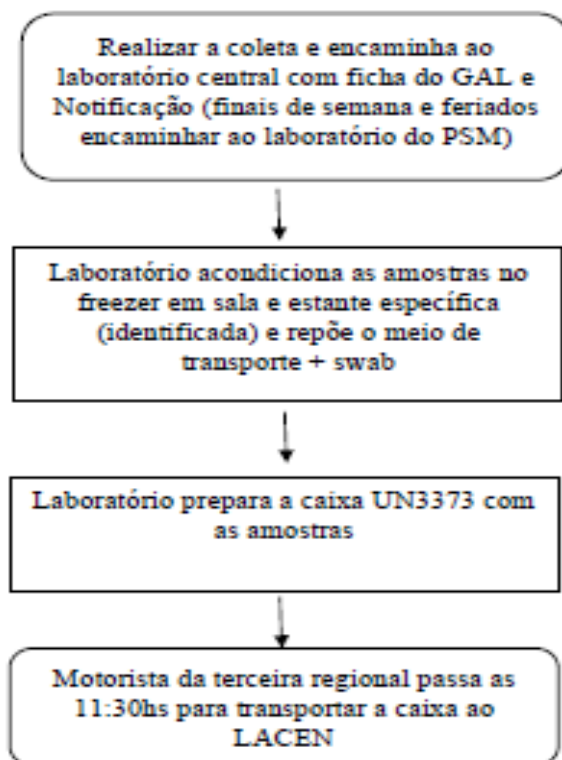 Realizar a coleta e encaminha ao
laboratório central com ficha do GAL e
Notificação (finais de semana e feriados
encaminhar ao laboratório do PSM)
Laboratório acondiciona as amostras no
freezer em sala e estante específica
(identificada) e repõe o meio de
transporte + swab
Laboratório prepara a caixa UN3373 com
as amostras
Motorista da terceira regional passa as
11:30hs para transportar a caixa ao
LACEN